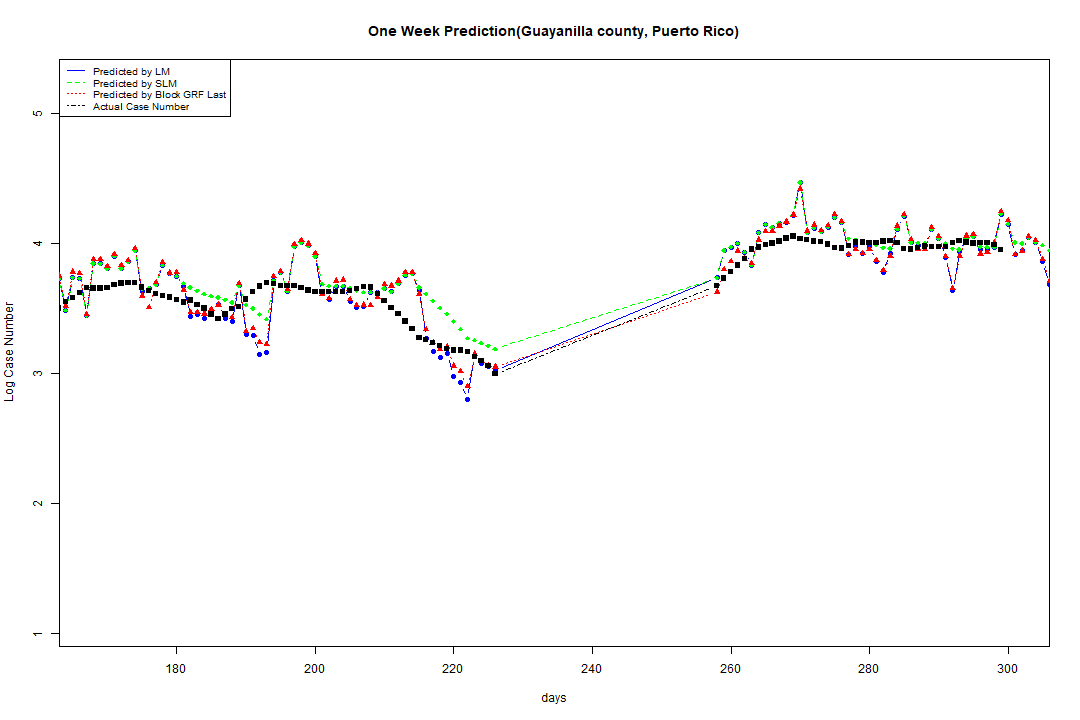 One Week Prediction(Guayanilla county, Puerto Rico)
Predicted by LM
Predicted by SLM
Predicted by Block GRF Last
Actual Case Number
5
4
3
2
1
Log Case Number
180 200 220 240 260 280 300
days